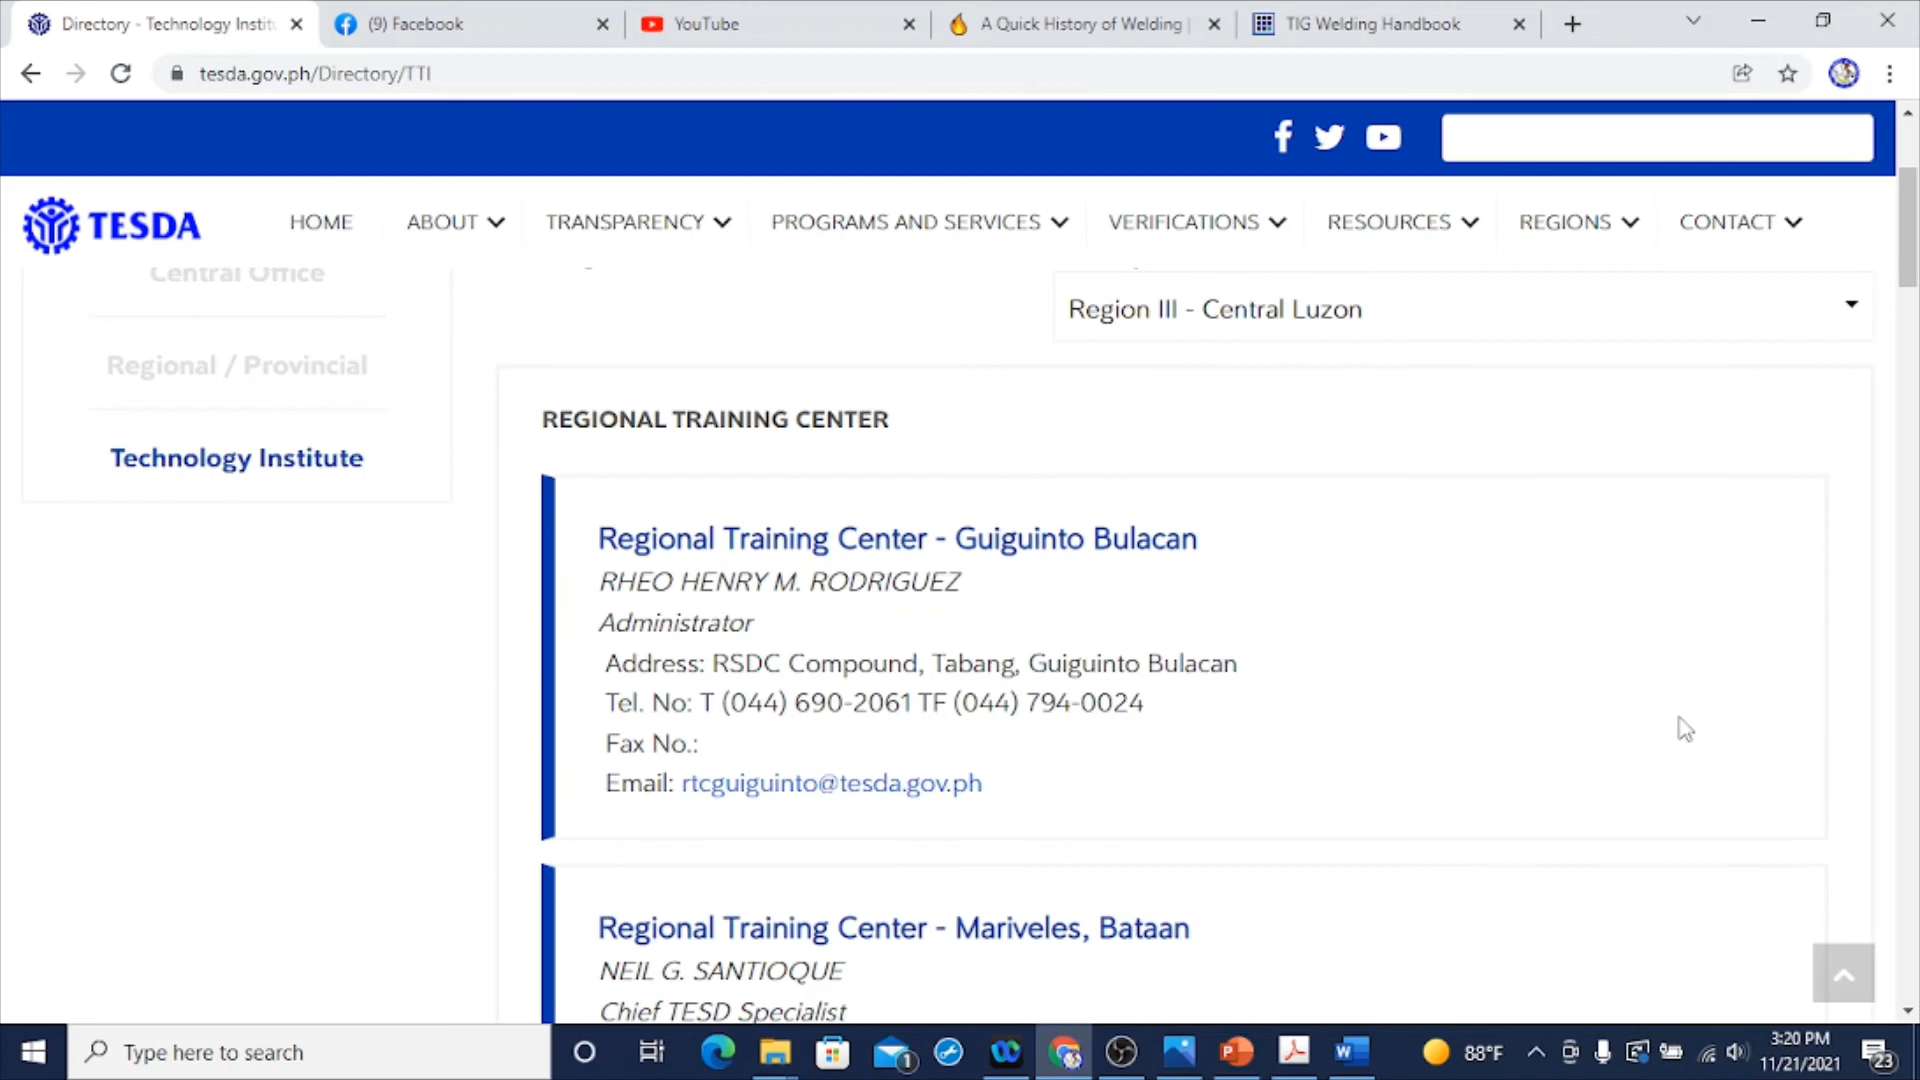 Directory - Technology Instit
(9) Facebook
YouTube
A Quick History of Welding |
TIG Welding Handbook
tesda.gov.ph/Directory/TTI
TESDA
HOME
ABOUT
TRANSPARENCY
PROGRAMS AND SERVICES
VERIFICATIONS
RESOURCES
REGIONS
CONTACT
Central Office
Regional / Provincial
Technology Institute
Region III - Central Luzon
REGIONAL TRAINING CENTER
Regional Training Center - Guiguinto Bulacan
RHEO HENRY M. RODRIGUEZ
Administrator
Address: RSDC Compound, Tabang, Guiguinto Bulacan
Tel. No: T (044) 690-2061 TF (044) 794-0024
Fax No.:
Email: rtcguiguinto@tesda.gov.ph
Regional Training Center - Mariveles, Bataan
NEIL G. SANTIOQUE
Chief TESD Specialist
Type here to search
1
88°F
3:20 PM
11/21/2021
23